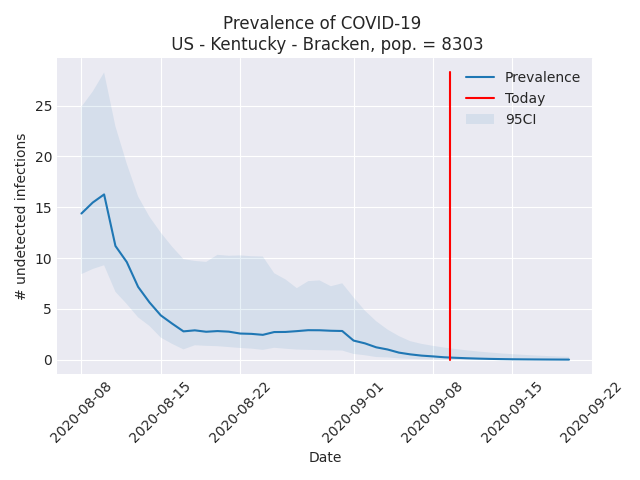 Prevalence of COVID-19
US - Kentucky - Bracken, pop. = 8303
Prevalence
Today
95CI
# undetected infections
25
20
15
10
5
0
2020-08-08
2020-08-15
2020-08-22
2020-09-01
2020-09-08
2020-09-15
2020-09-22
Date